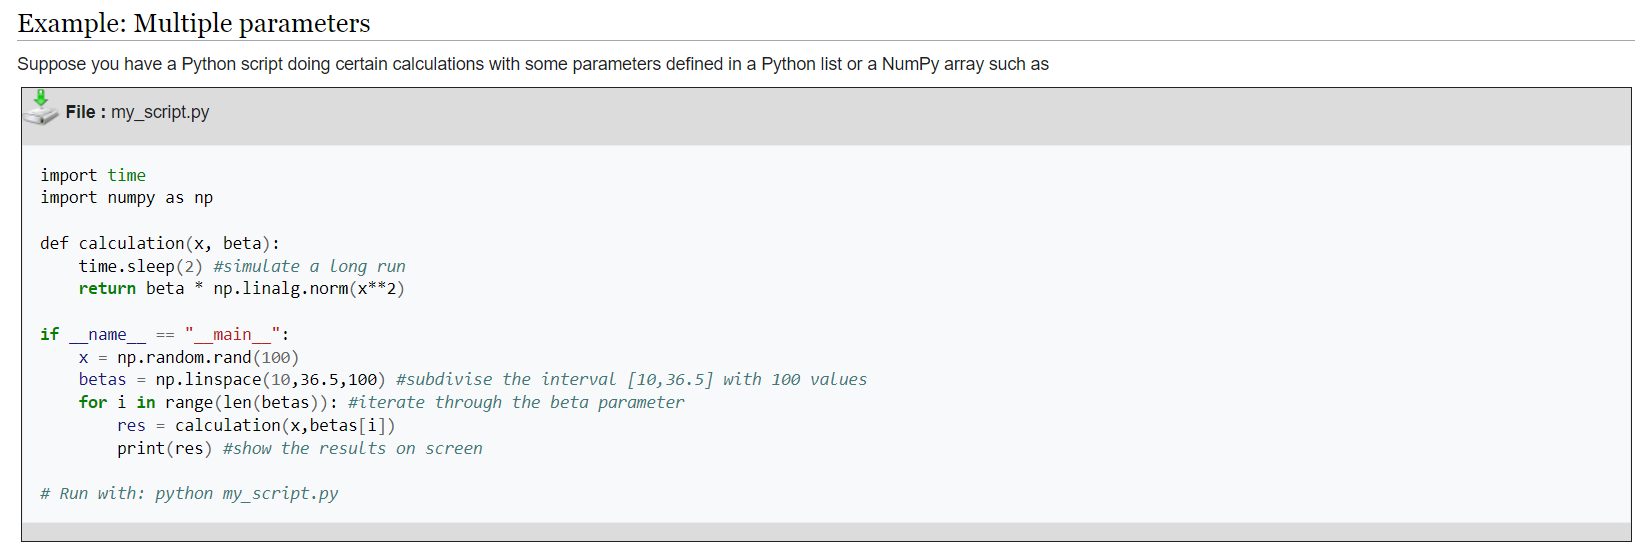 Example: Multiple parameters
Suppose you have a Python script doing certain calculations with some parameters defined in a Python list or a NumPy array such as
File : my_script.py
import time
import numpy as np
def calculation(x, beta):
    time.sleep(2) #simulate a long run
    return beta * np.linalg.norm(x**2)
if __name__ == "__main__":
    x = np.random.rand(100)
    betas = np.linspace(10,36.5,100) #subdivise the interval [10,36.5] with 100 values
    for i in range(len(betas)): #iterate through the beta parameter
        res = calculation(x,betas[i])
        print(res) #show the results on screen
# Run with: python my_script.py